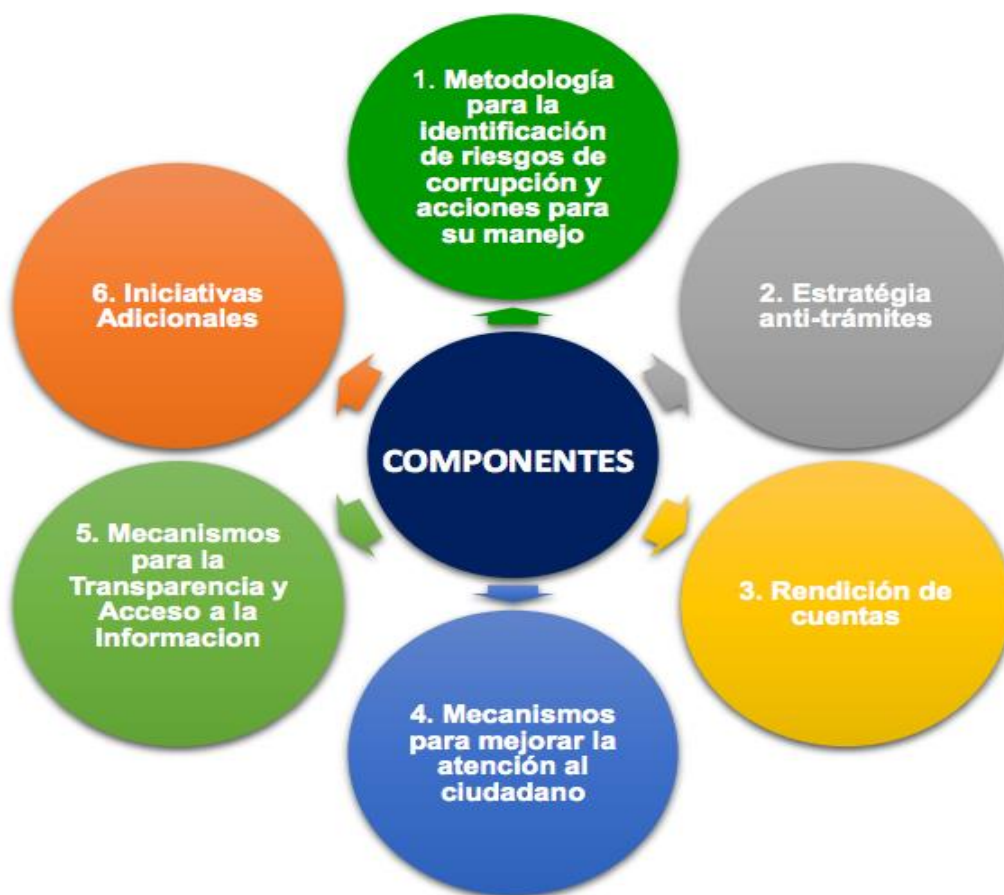 1. Metodología
para la
identificación
de riesgos de
corrupción y
acciones para
su manejo
2. Estratégia
anti-trámites
3. Rendición de
cuentas
4. Mecanismos
para mejorar la
atención al
ciudadano
5. Mecanismos
para la
Transparencia y
Acceso a la
Informacion
6. Iniciativas
Adicionales
COMPONENTES